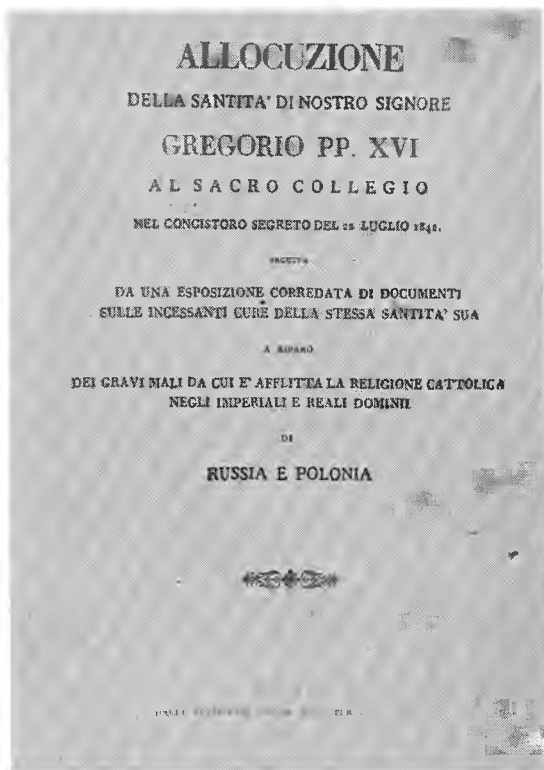 ALLOCUZIONE
DELLA SANTITA' DI NOSTRO SIGNORE
GREGORIO PP. XVI
AL SACRO COLLEGIO
NEL CONCISTORO SEGRETO DEL 22 LUGLIO 1842.
SEGUITA
DA UNA ESPOSIZIONE CORREDATA DI DOCUMENTI
SULLE INCESSANTI CURE DELLA STESSA SANTITA' SUA
A RIPARO
DEI GRAVI MALI DA CUI E' AFFLITTA LA RELIGIONE CATTOLICA
NEGLI IMPERIALI E REALI DOMINII
DI
RUSSIA E POLONIA